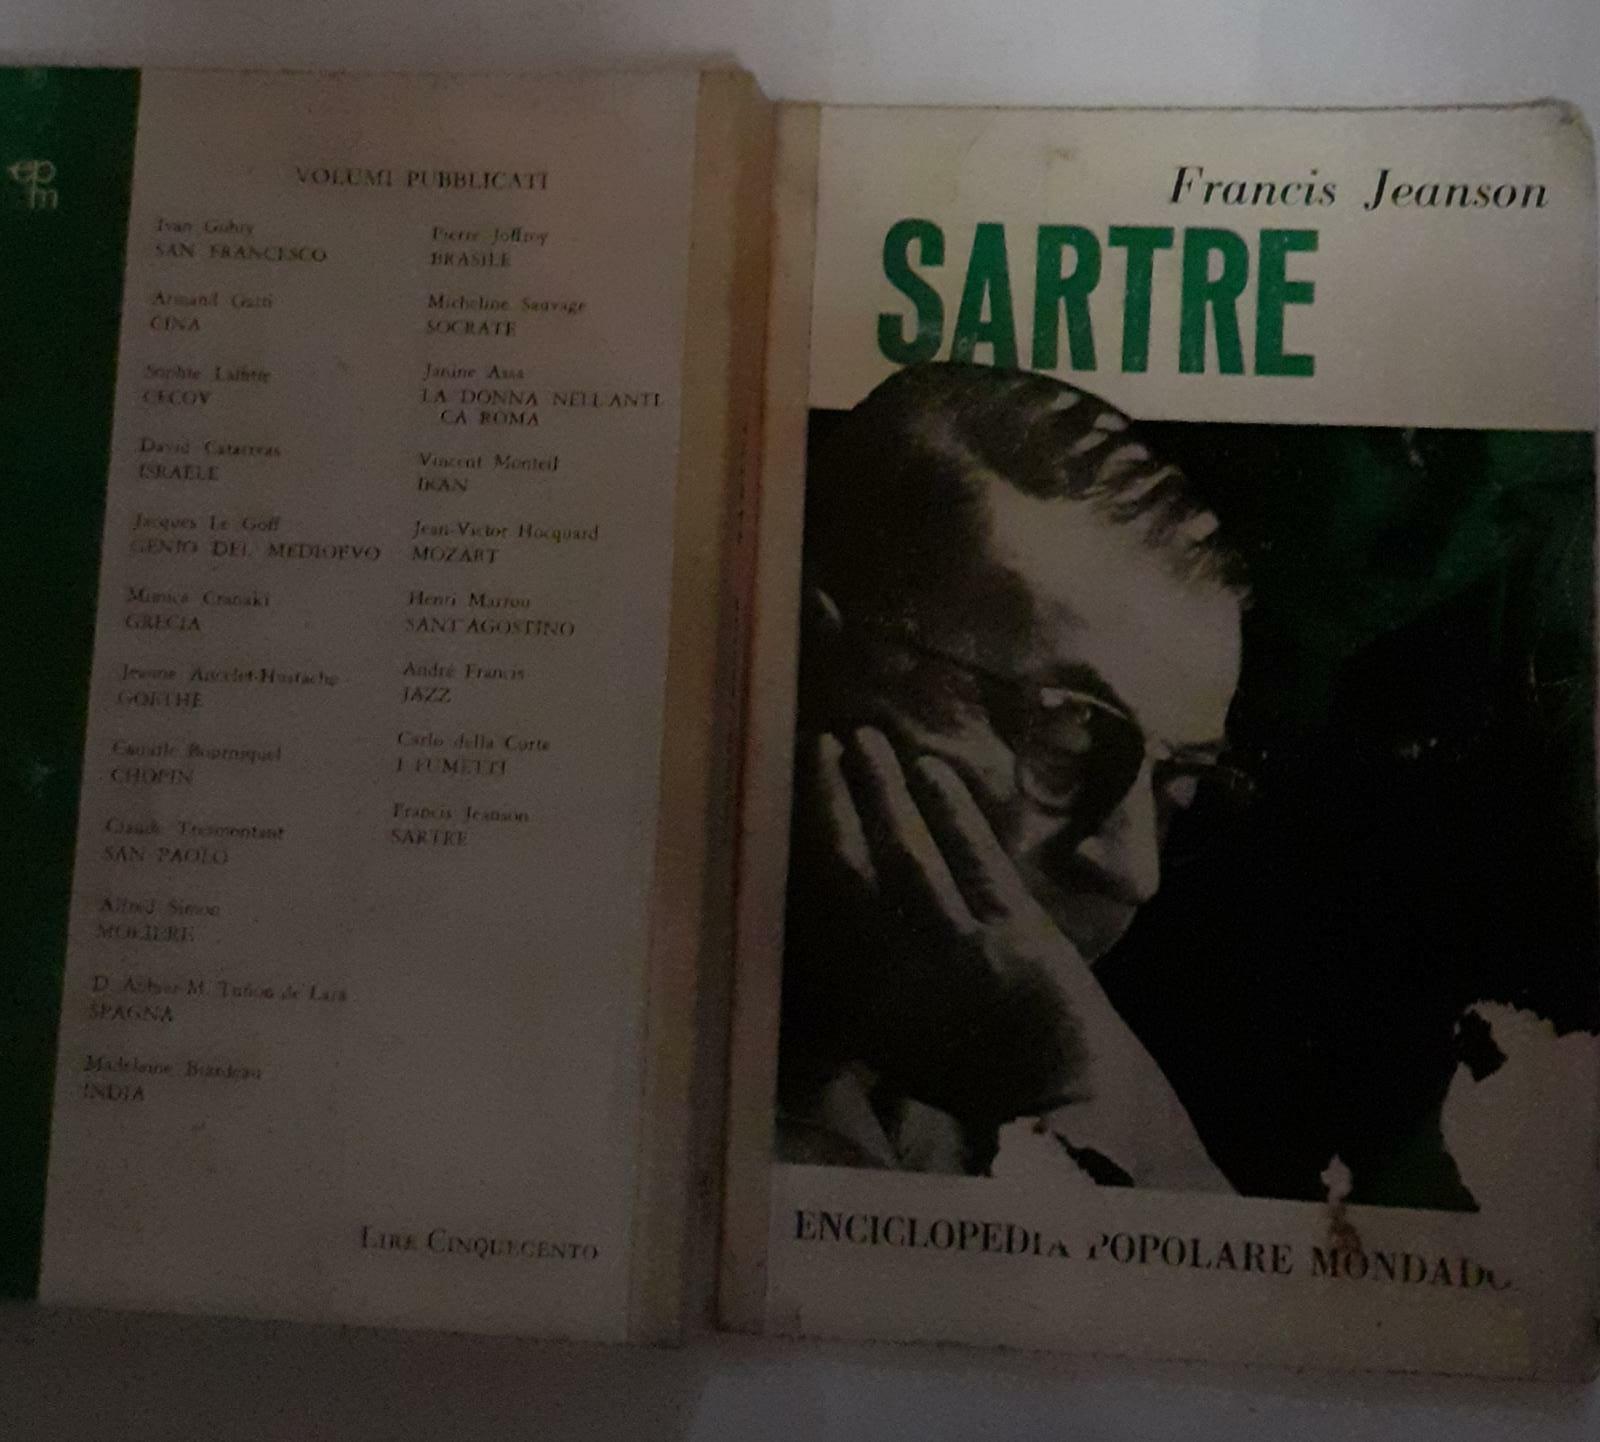 epm
VOLUMI PUBBLICATI
Ivan Gobry
SAN FRANCESCO
Armand Gatti
CINA
Sophie Laffitte
CECOV
David Catarivas
ISRAELE
Jacques Le Goff
GENIO DEL MEDIOEVO
Mimica Cranaki
GRECIA
Jeanne Ancelet-Hustache
GOETHE
Camille Bourniquel
CHOPIN
Claude Tresmontant
SAN PAOLO
Alfred Simon
MOLIERE
D. Aubier-M. Tuñon de Lara
SPAGNA
Madeleine Biardeau
INDIA
Pierre Joffroy
BRASILE
Micheline Sauvage
SOCRATE
Janine Assa
LA DONNA NELL'ANTI-
CA ROMA
Vincent Monteil
IRAN
Jean-Victor Hocquard
MOZART
Henri Marrou
SANT'AGOSTINO
André Francis
JAZZ
Carlo della Corte
I FUMETTI
Francis Jeanson
SARTRE
LIRE CINQUECENTO
Francis Jeanson
SARTRE
ENCICLOPEDIA POPOLARE MONDADO